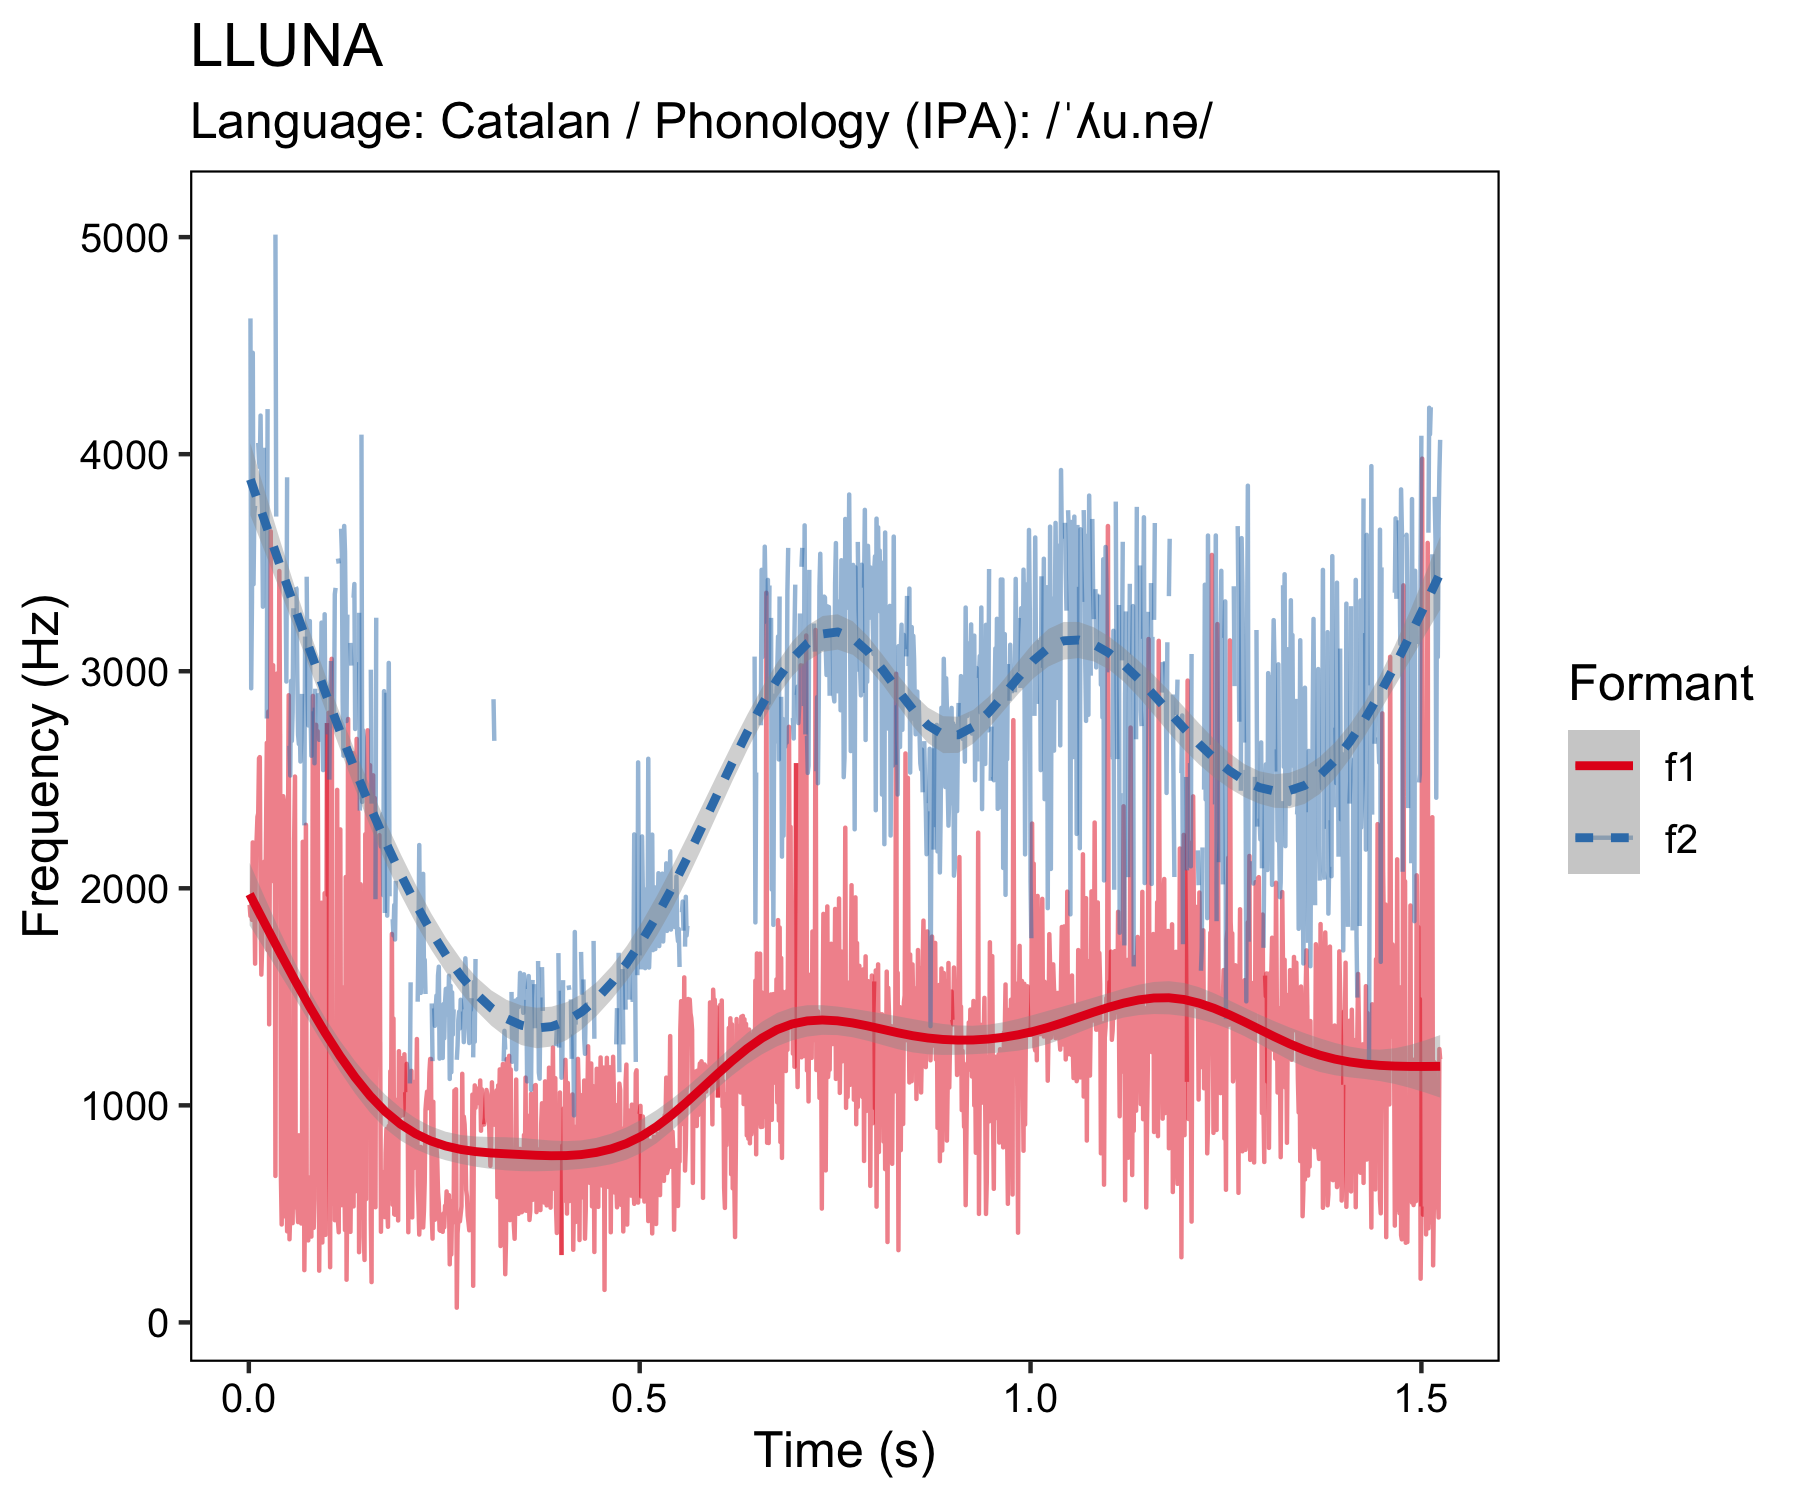 LLUNA
Language: Catalan / Phonology (IPA): /ˈʎu.nə/
Frequency (Hz)
5000
4000
3000
2000
1000
0
0.0
0.5
1.0
1.5
Time (s)
Formant
f1
f2